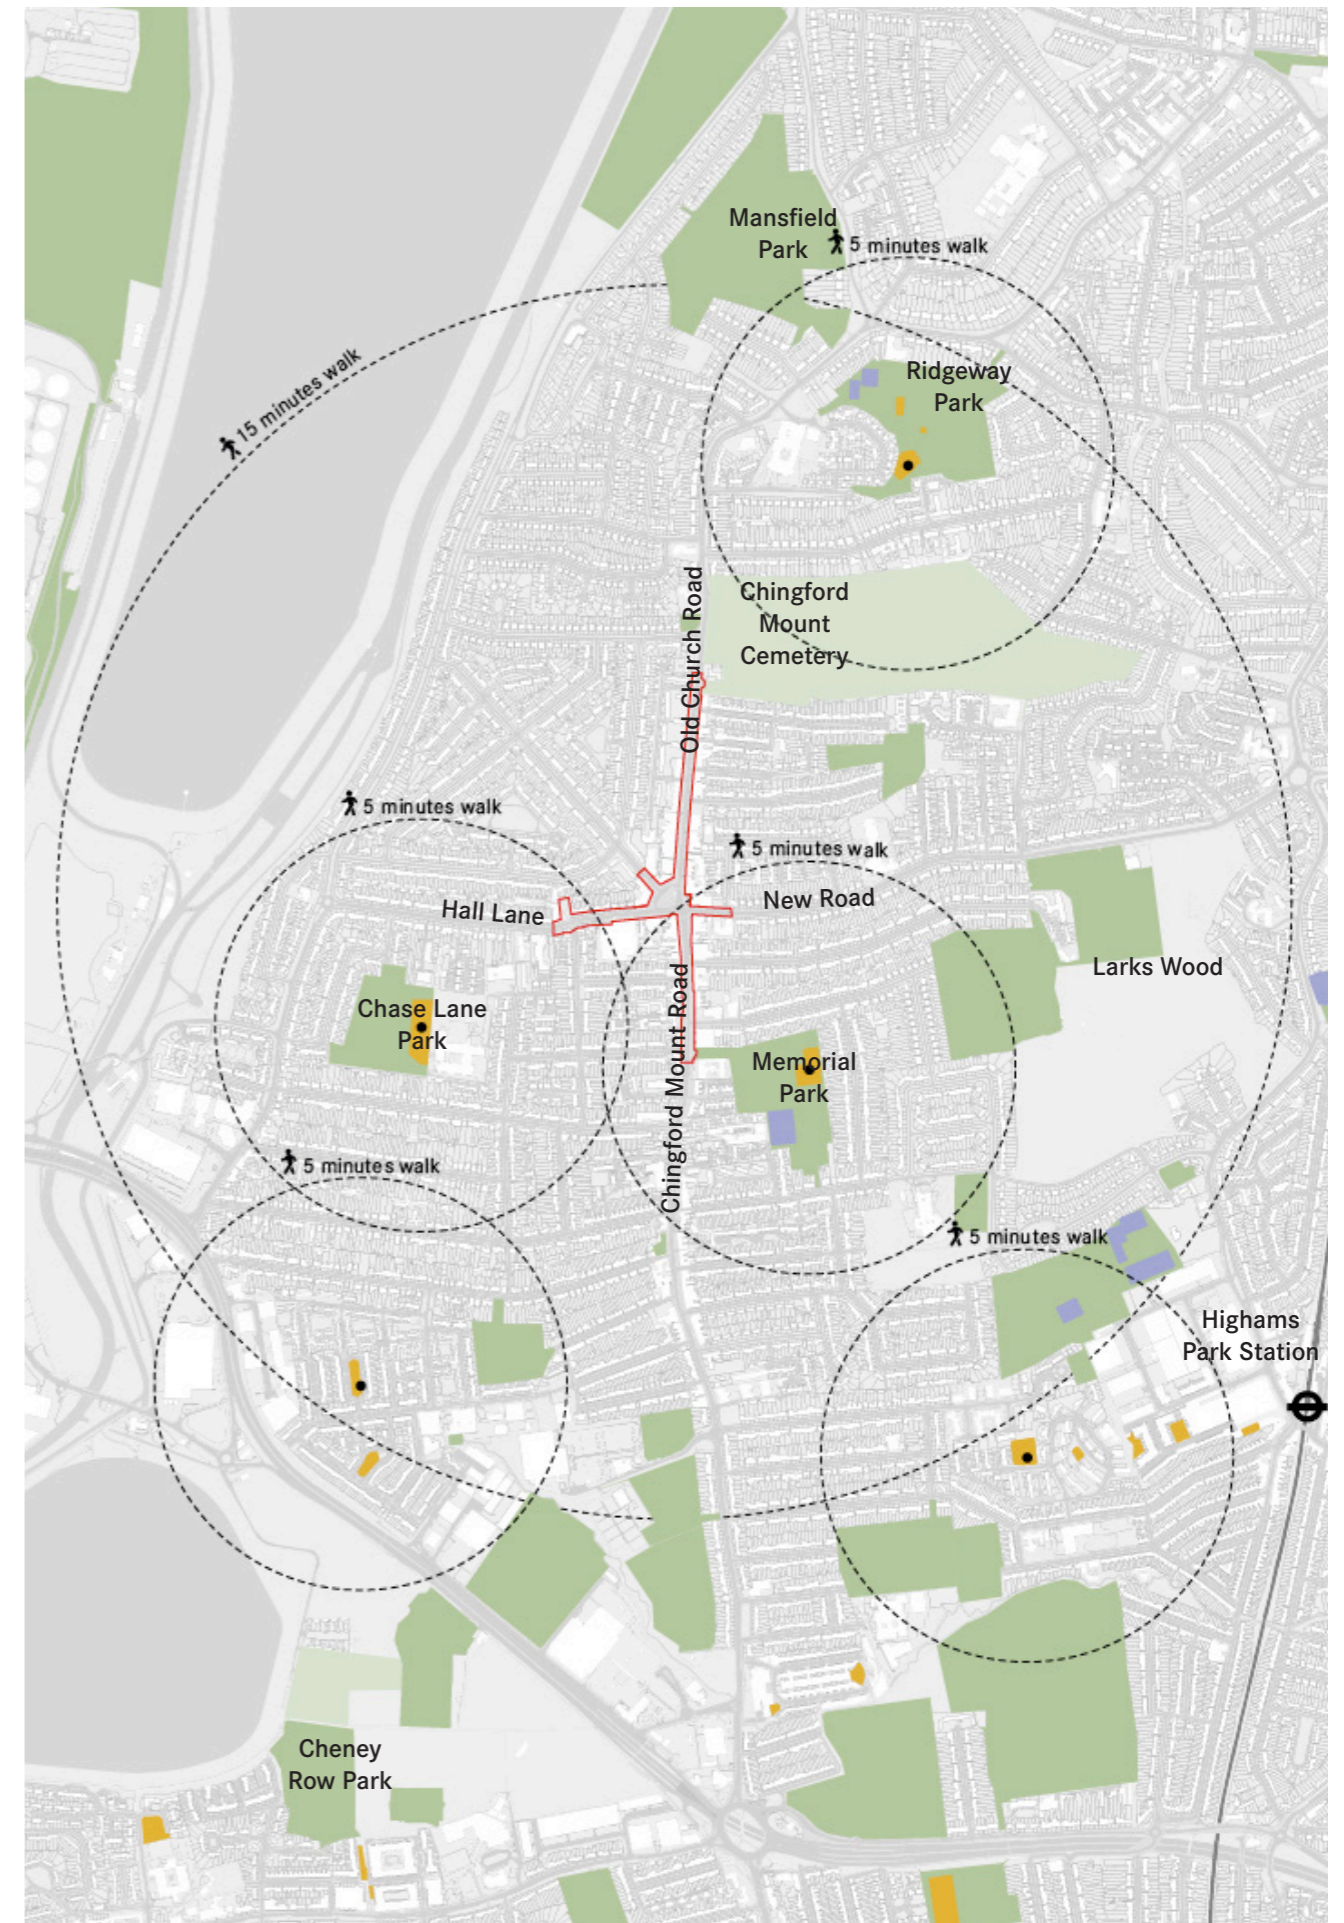 Mansfield
Park
5 minutes walk
15 minutes walk
Ridgeway
Park
Old Church Road
Chingford
Mount
Cemetery
5 minutes walk
5 minutes walk
Hall Lane
New Road
Larks Wood
Chase Lane
Park
Chingford Mount Road
Memorial
Park
5 minutes walk
5 minutes walk
Highams
Park Station
Cheney
Row Park